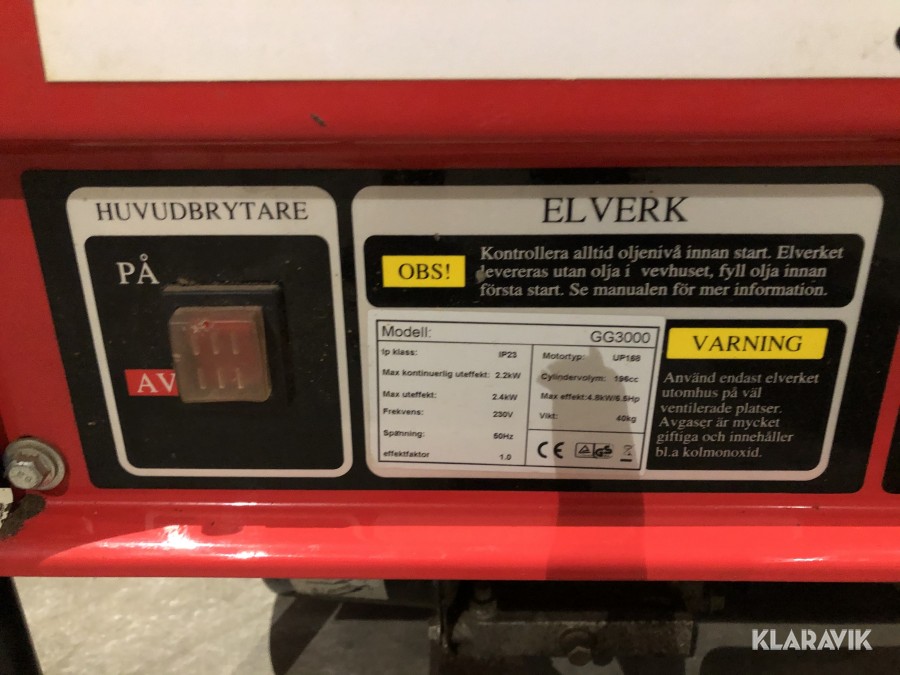 HUVUDBRYTARE
PÅ
AV
ELVERK
OBS!
Kontrollera alltid oljenivå innan start. Elverket
levereras utan olja i vevhuset, fyll olja innan
första start. Se manualen för mer information.
Modell: GG3000
Ip klass: IP23
Max kontinuerlig uteffekt: 2.2kW
Max uteffekt: 2.4kW
Frekvens: 230V
Spänning: 50Hz
effektfaktor 1.0
Motortyp: UP168
Cylindervolym: 196cc
Max effekt:4.8kW/6.5Hp
Vikt: 40kg
CE GS
VARNING
Använd endast elverket
utomhus på väl
ventilerade platser.
Avgaser är mycket
giftiga och innehåller
bl.a kolmonoxid.
KLARAVIK